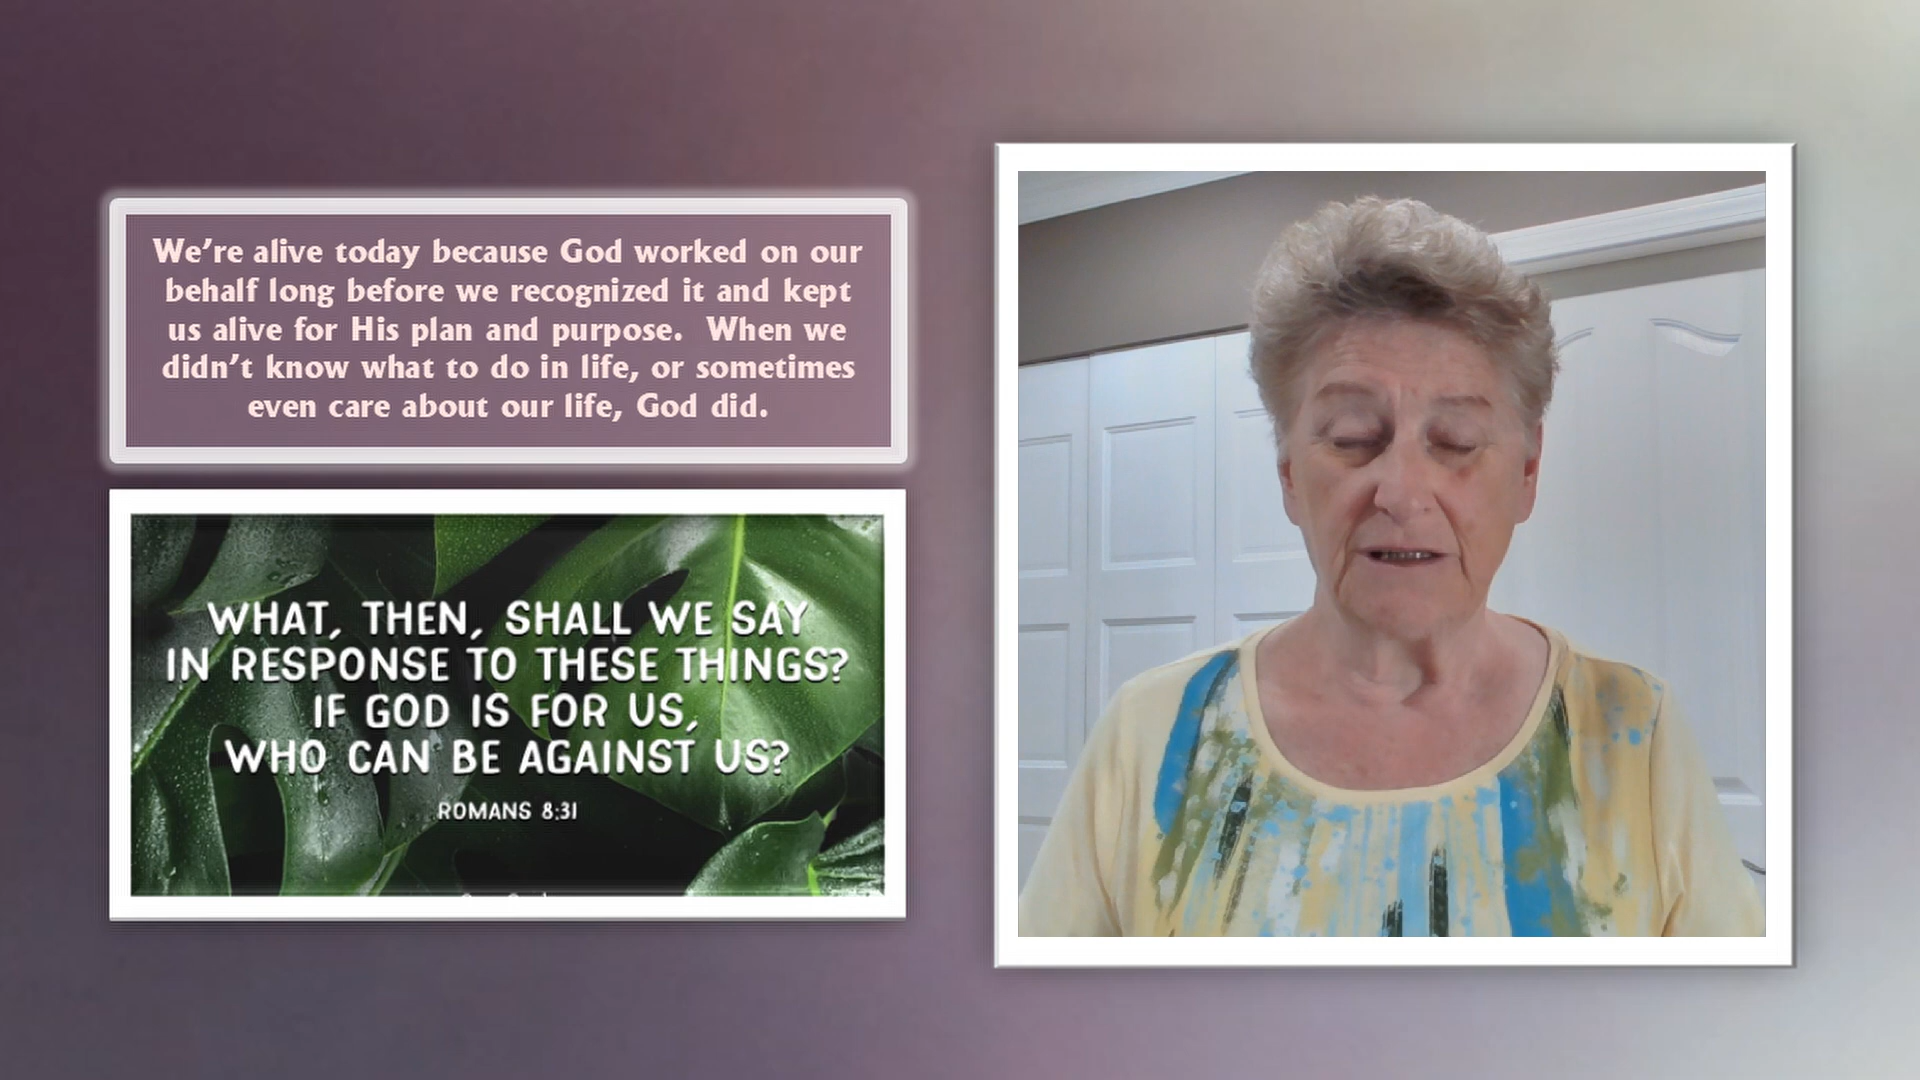 We're alive today because God worked on our
behalf long before we recognized it and kept
us alive for His plan and purpose.  When we
didn't know what to do in life, or sometimes
even care about our life, God did.
WHAT, THEN, SHALL WE SAY
IN RESPONSE TO THESE THINGS?
IF GOD IS FOR US,
WHO CAN BE AGAINST US?
ROMANS 8:31